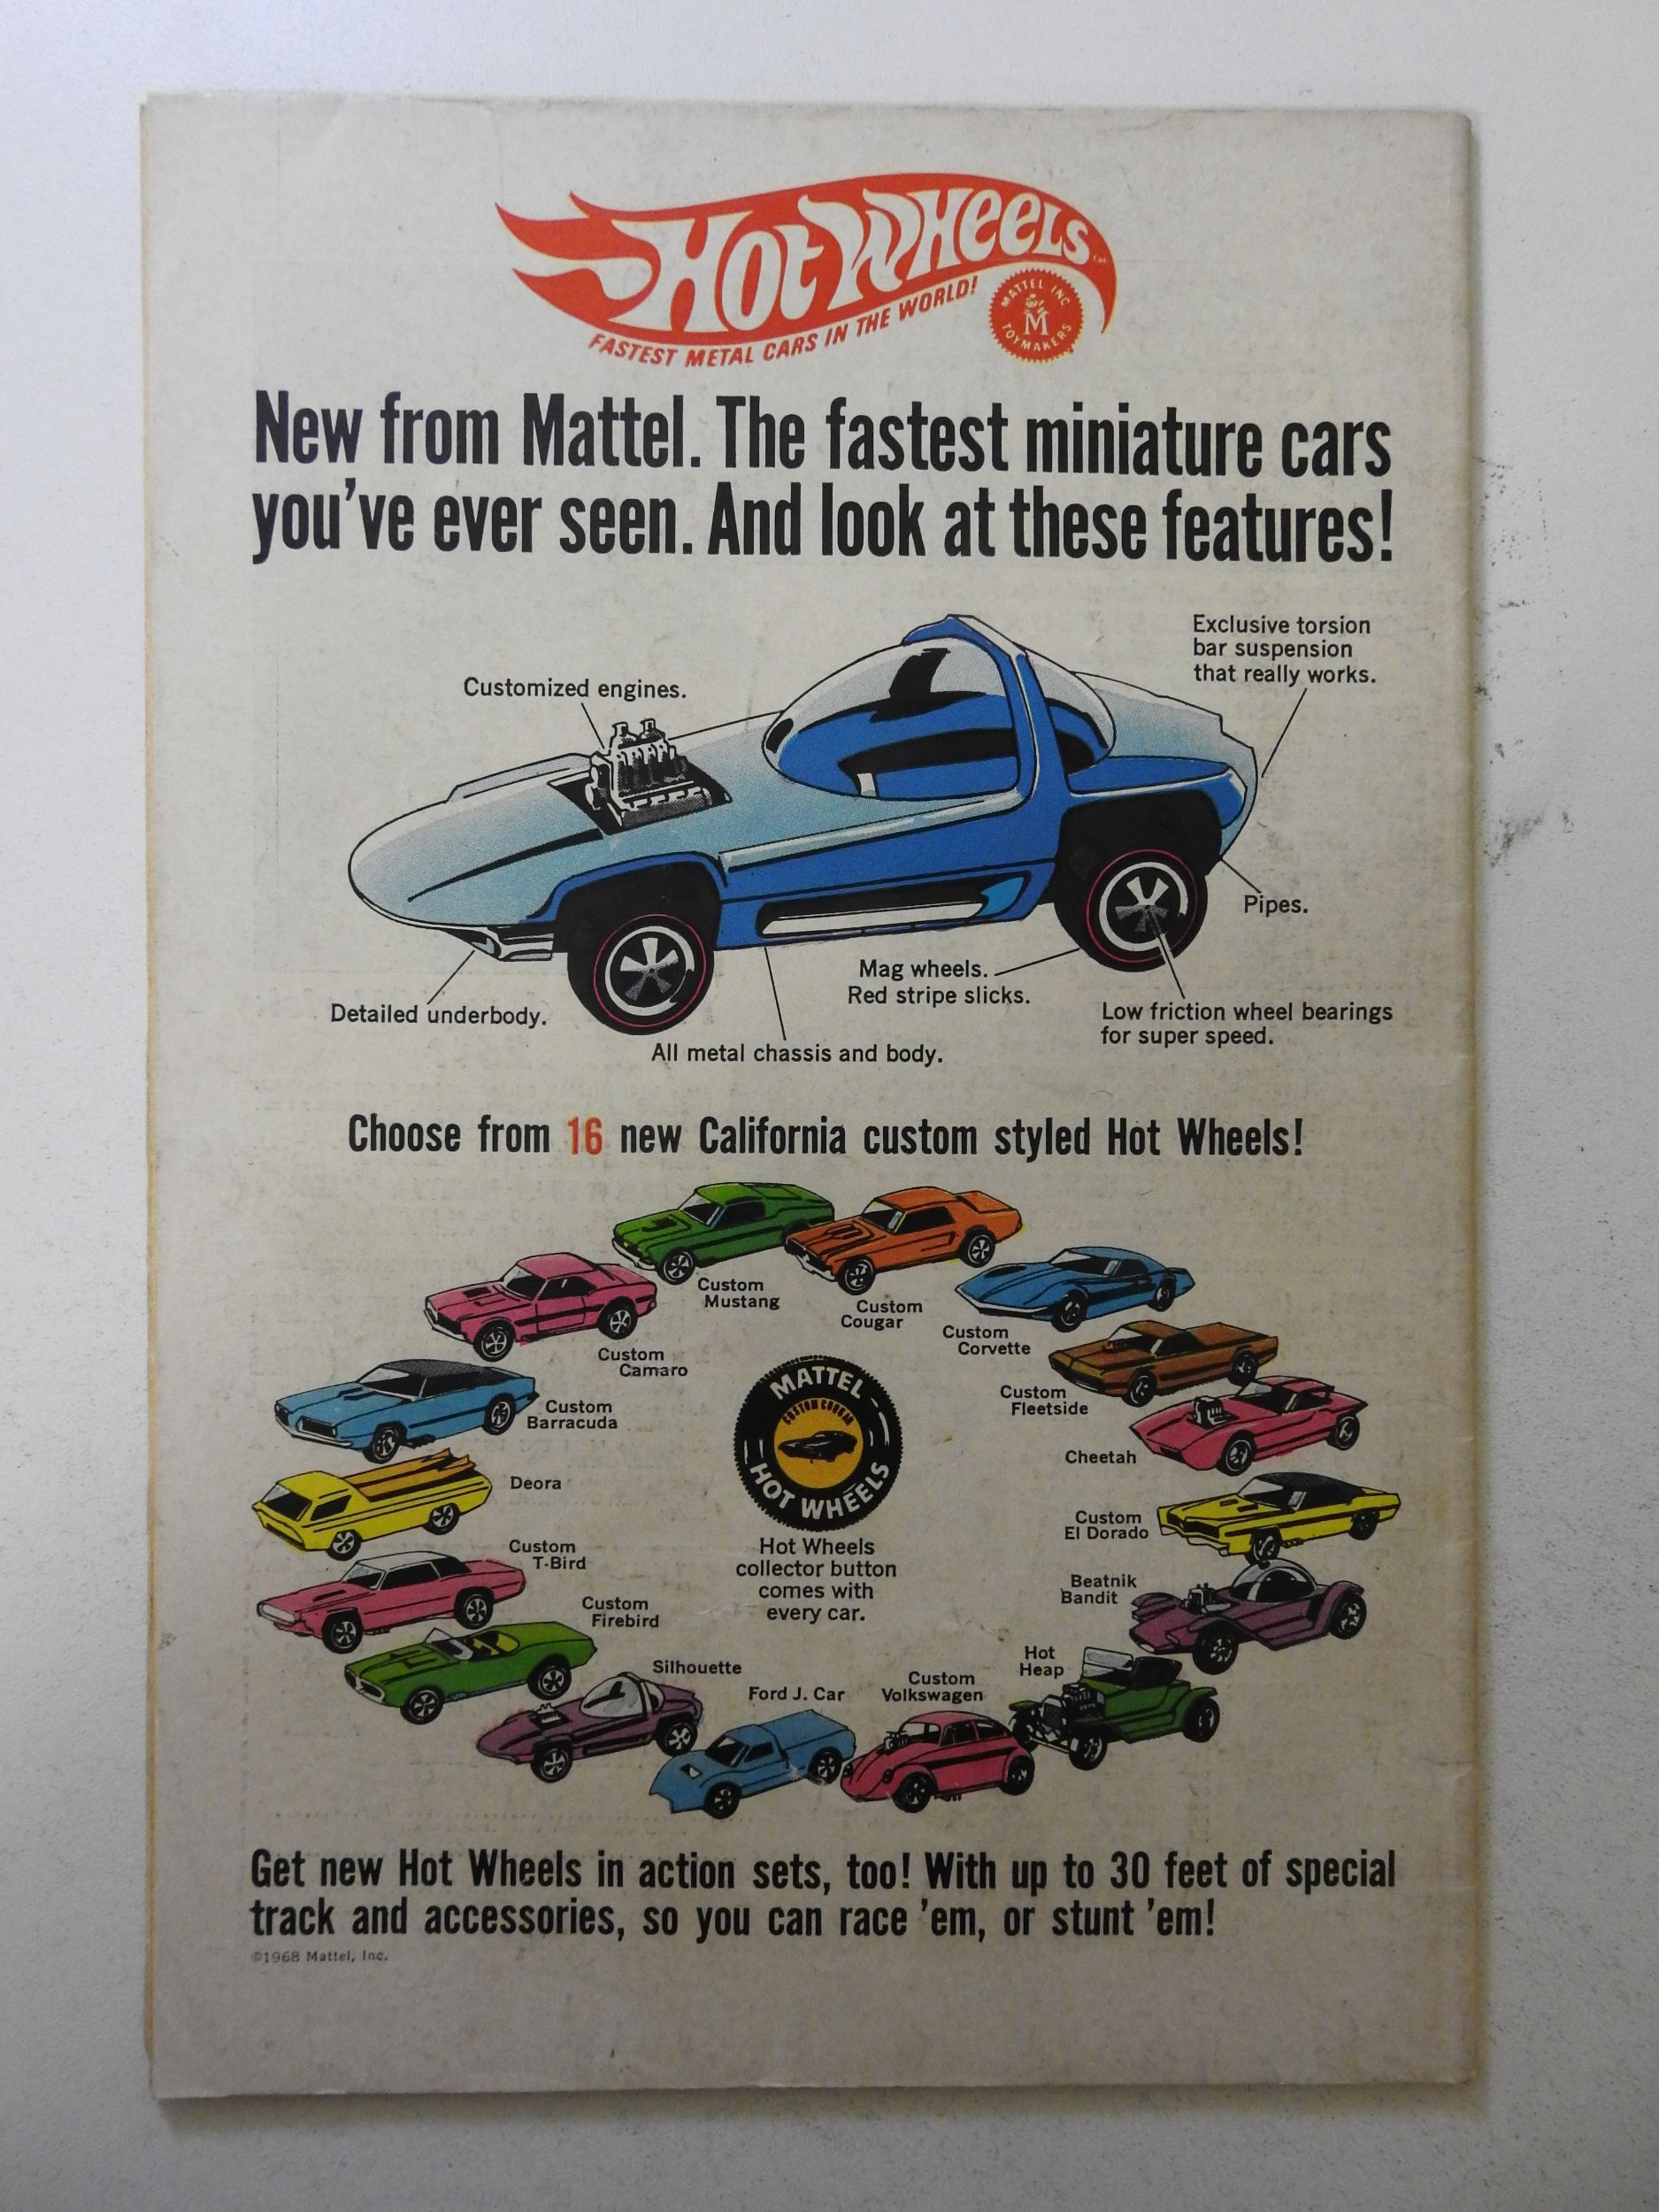 Hot Wheels
FASTEST METAL CARS IN THE WORLD!
MATTEL INC
M
TOYMAKERS
New from Mattel. The fastest miniature cars
you've ever seen. And look at these features!
Exclusive torsion
bar suspension
that really works.
Customized engines.
Pipes.
Mag wheels.
Red stripe slicks.
Detailed underbody.
Low friction wheel bearings
for super speed.
All metal chassis and body.
Choose from 16 new California custom styled Hot Wheels!
Custom
Mustang
Custom
Cougar
Custom
Corvette
Custom
Camaro
Custom
Fleetside
Custom
Barracuda
Cheetah
Deora
Custom
El Dorado
Custom
T-Bird
Beatnik
Bandit
Custom
Firebird
Hot
Heap
Silhouette
Ford J. Car
Custom
Volkswagen
MATTEL
CUSTOM COUGAR
HOT WHEELS
Hot Wheels
collector button
comes with
every car.
Get new Hot Wheels in action sets, too! With up to 30 feet of special
track and accessories, so you can race 'em, or stunt 'em!
©1968 Mattel, Inc.